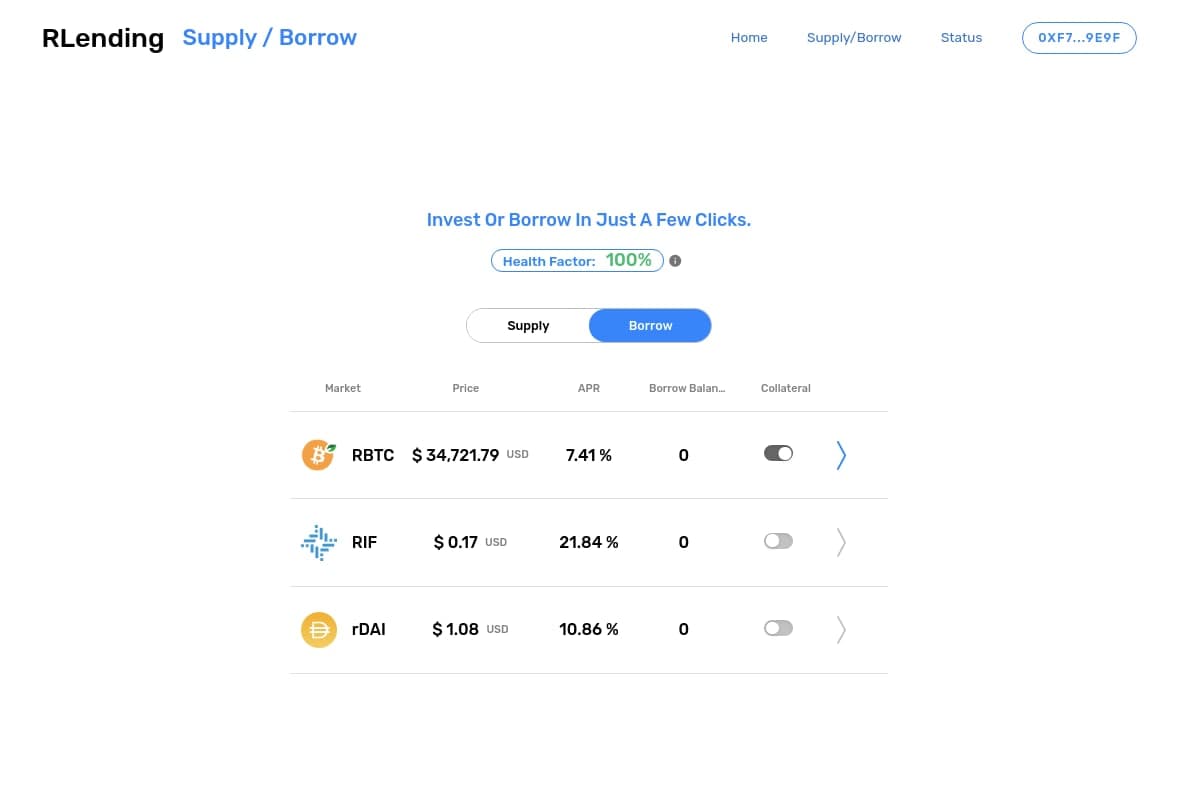 RLending Supply / Borrow Home Supply/Borrow Status 0XF7...9E9F
Invest Or Borrow In Just A Few Clicks.
Health Factor: 100%
Supply Borrow
Market Price APR Borrow Balan... Collateral
RBTC $ 34,721.79 USD 7.41 % 0
RIF $ 0.17 USD 21.84 % 0
rDAI $ 1.08 USD 10.86 % 0